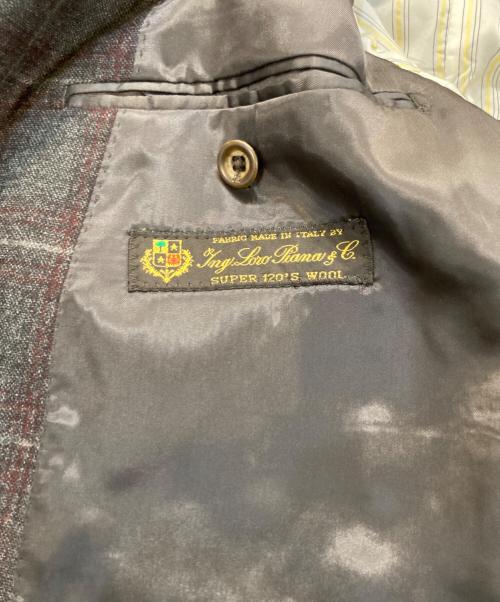 FABRIC MADE IN ITALY BY
Ing. Loro Piana & C.
SUPER 120'S WOOL